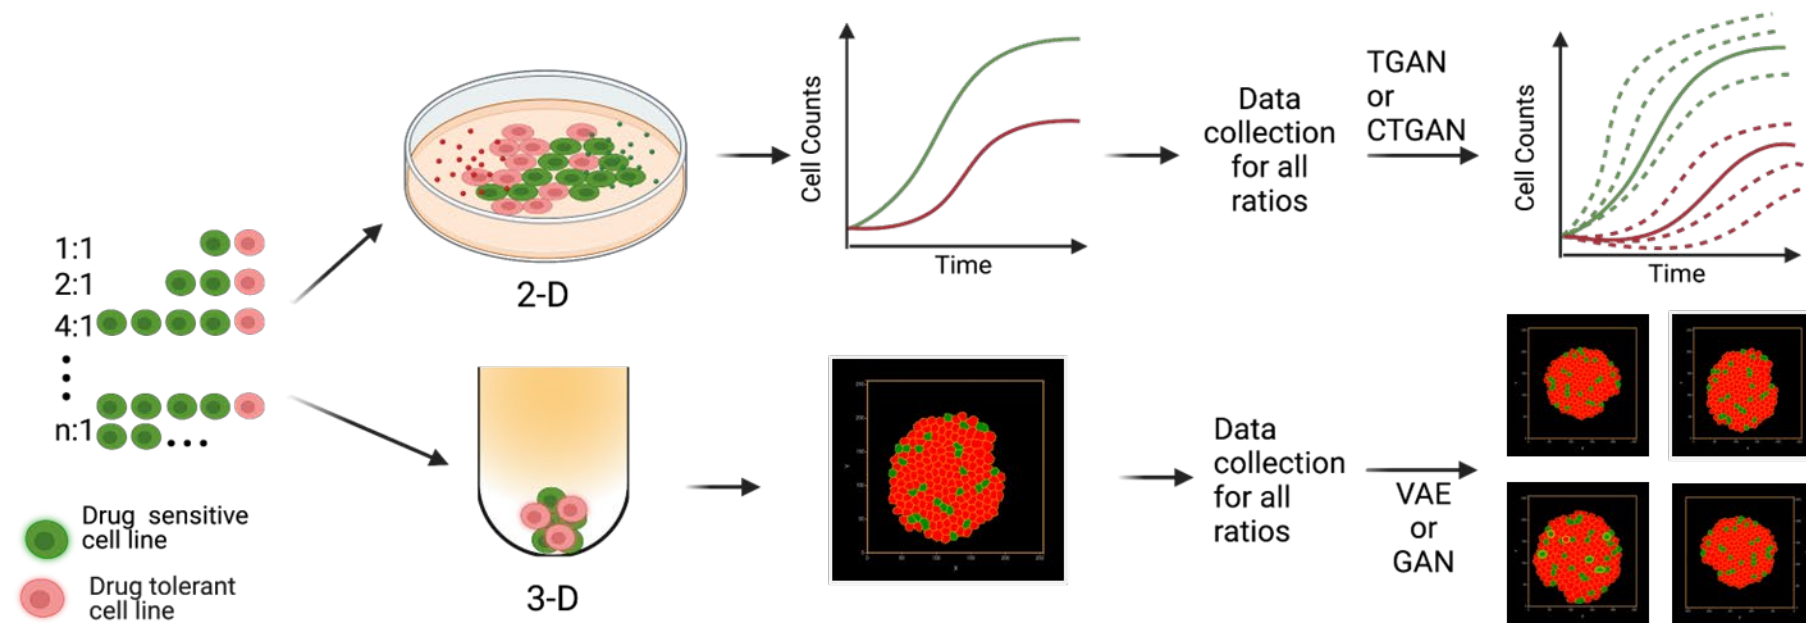 1:1
2:1
4:1
n:1
Drug sensitive
cell line
Drug tolerant
cell line
2-D
3-D
Cell Counts
Time
Data
collection
for all
ratios
TGAN
or
CTGAN
Cell Counts
Time
Data
collection
for all
ratios
VAE
or
GAN